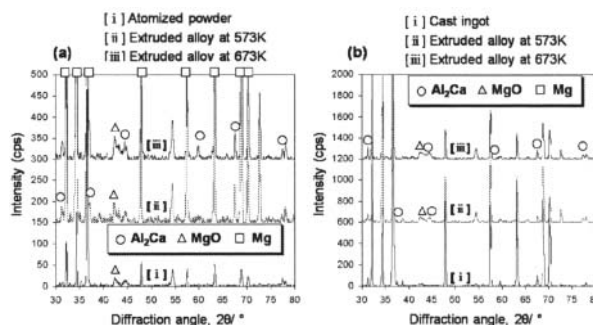 [ i ] Atomized powder
[ ii ] Extruded alloy at 573K
[iii] Extruded alloy at 673K
(a)
Mg
500
450
400
350
300
250
200
150
100
50
0
Intensity (cps)
[iii]
[ii]
[i]
Al₂Ca MgO Mg
30 35 40 45 50 55 60 65 70 75 80
Diffraction angle, 2θ/ °
[ i ] Cast ingot
[ ii ] Extruded alloy at 573K
[iii] Extruded alloy at 673K
(b)
2000
1800
1600
1400
1200
1000
800
600
400
200
0
Intensity (cps)
Al₂Ca MgO Mg
[iii]
[ii]
[i]
30 35 40 45 50 55 60 65 70 75 80
Diffraction angle, 2θ/ °